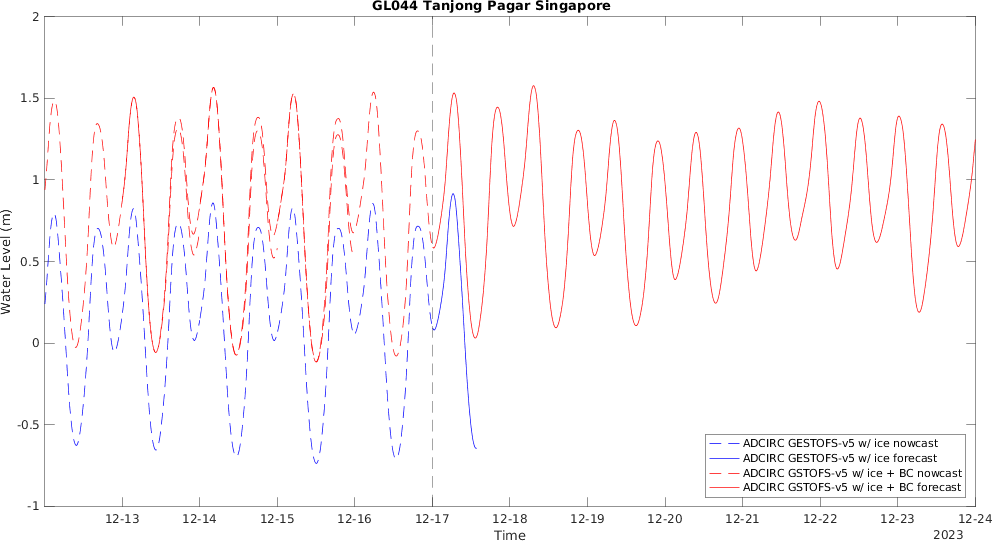 GL044 Tanjong Pagar Singapore
2
1.5
1
0.5
0
-0.5
-1
Water Level (m)
12-13 12-14 12-15 12-16 12-17 12-18 12-19 12-20 12-21 12-22 12-23 12-24
Time
2023
ADCIRC GESTOFS-v5 w/ ice nowcast
ADCIRC GESTOFS-v5 w/ ice forecast
ADCIRC GSTOFS-v5 w/ ice + BC nowcast
ADCIRC GSTOFS-v5 w/ ice + BC forecast